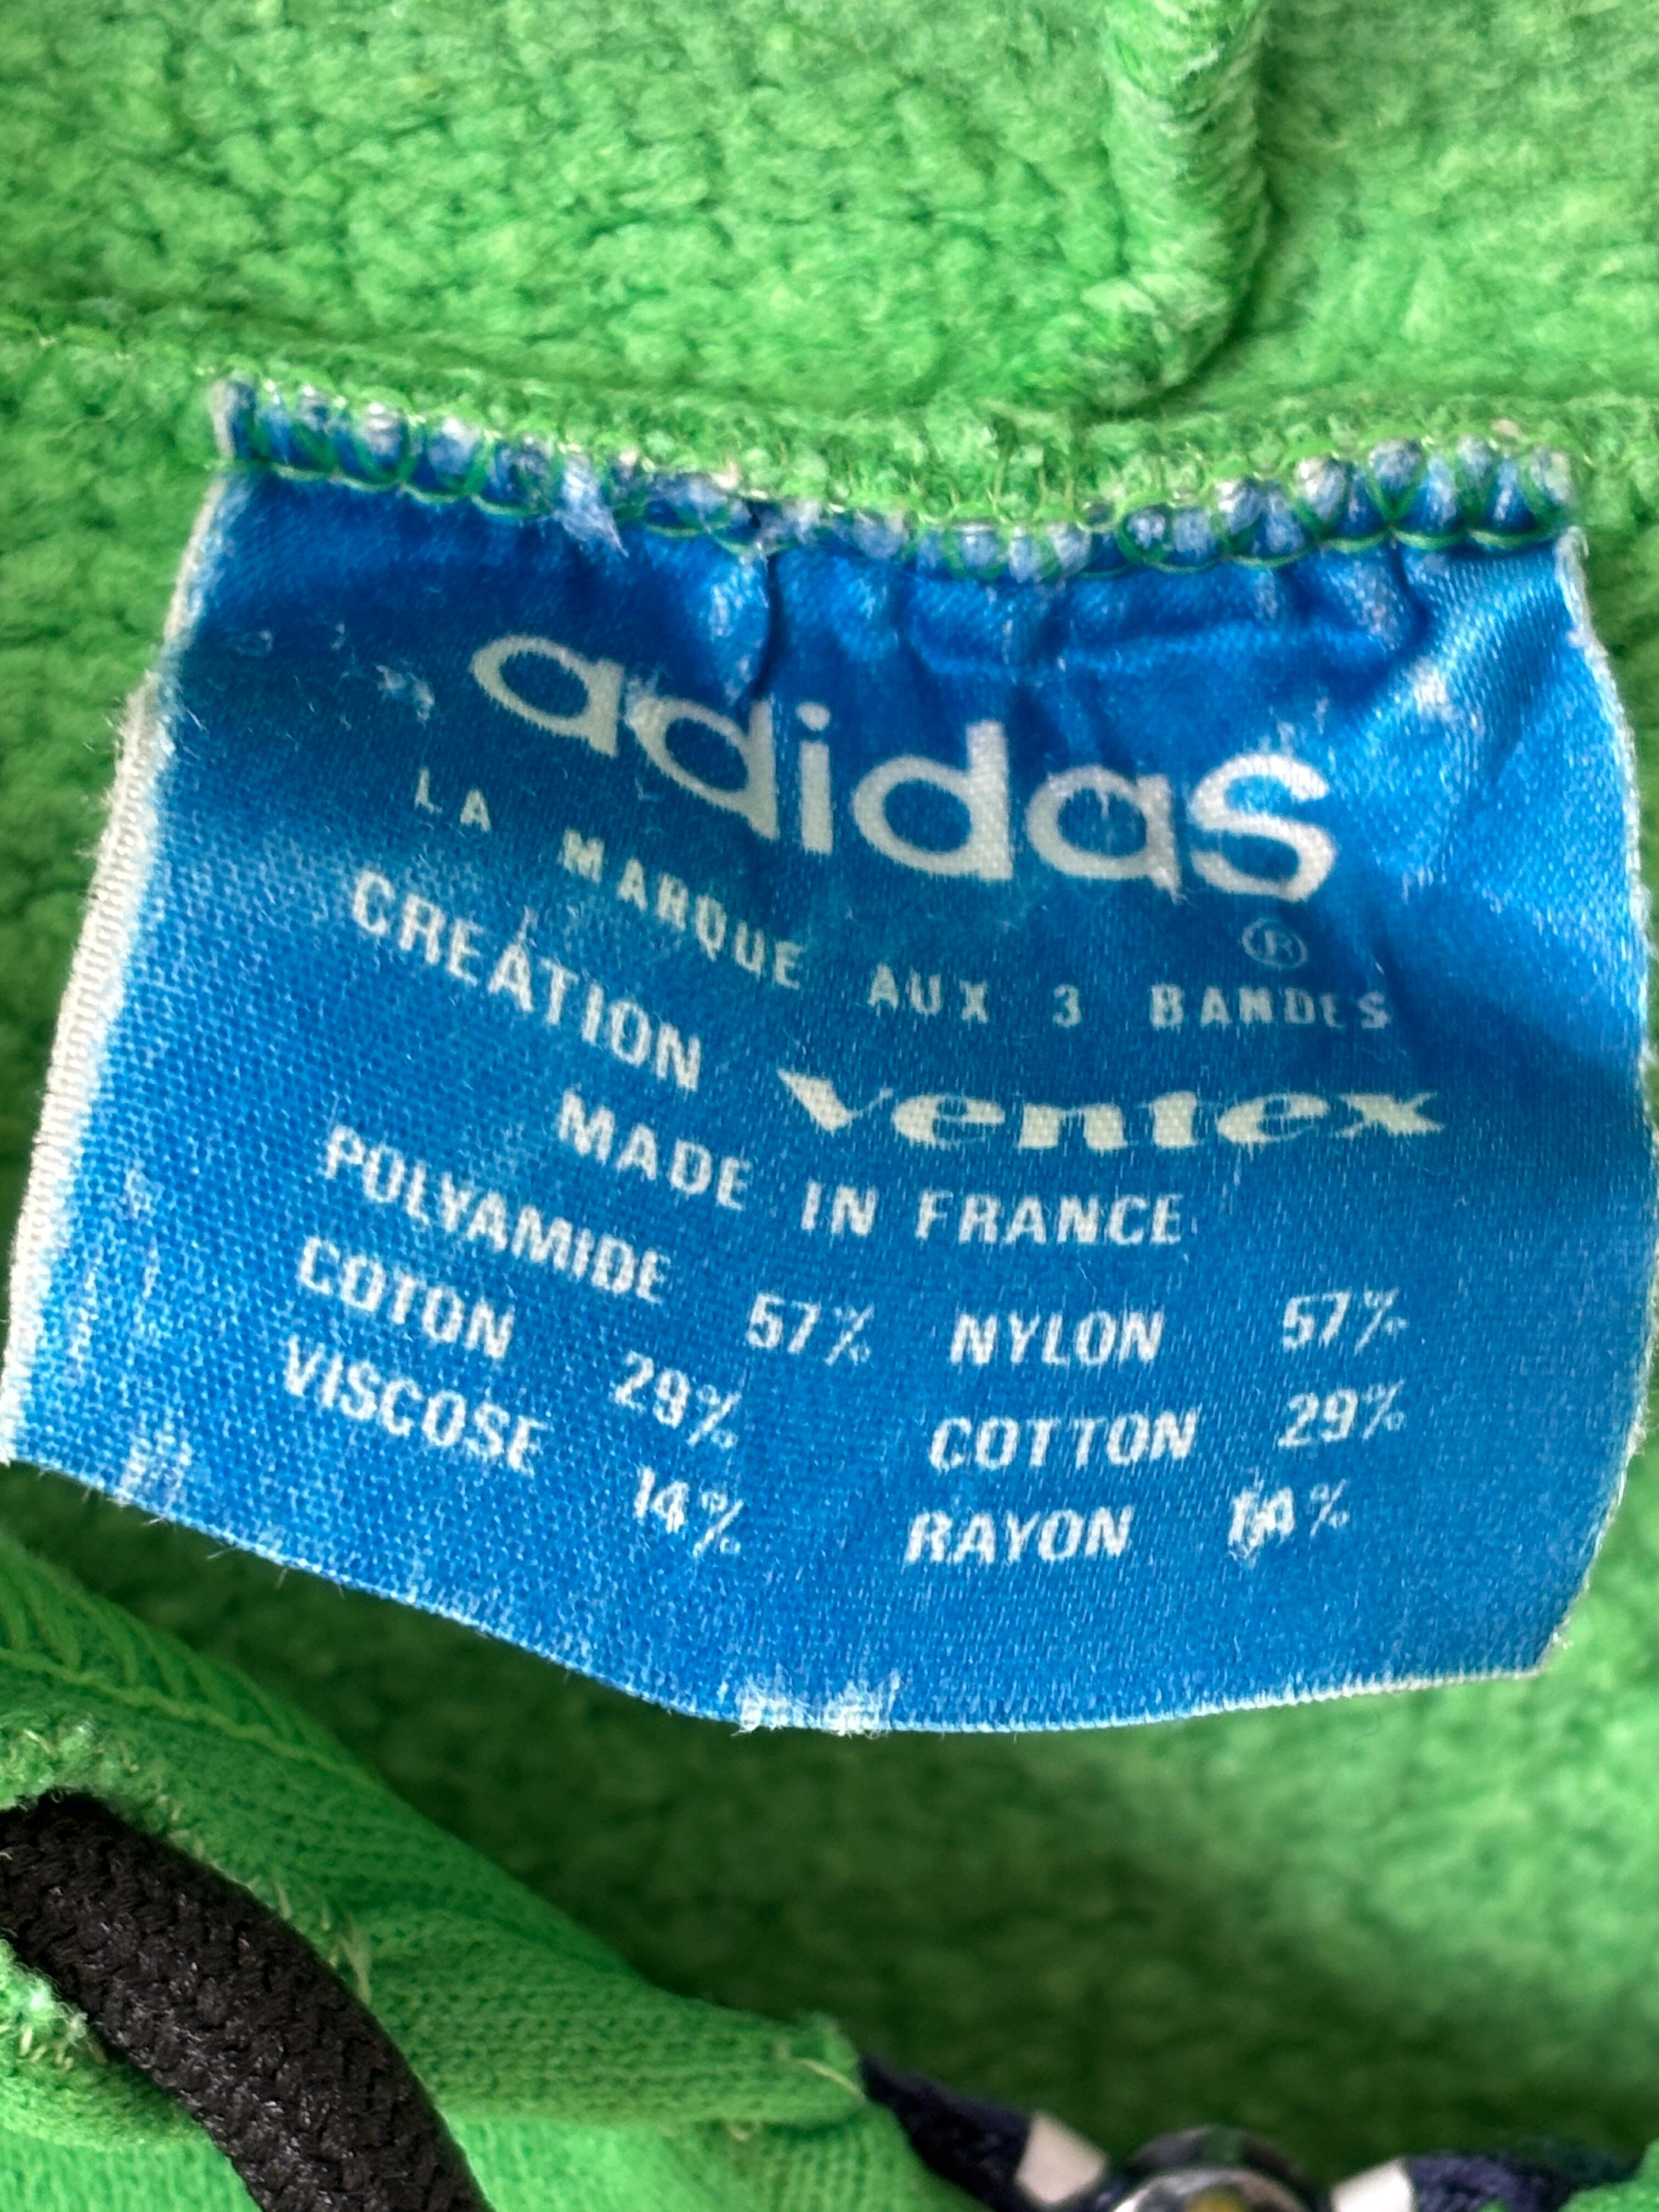 adidas
®
LA MARQUE AUX 3 BANDES
CREATION ventex
MADE IN FRANCE
POLYAMIDE 57% NYLON 57%
COTON 29% COTTON 29%
VISCOSE 14% RAYON 14%